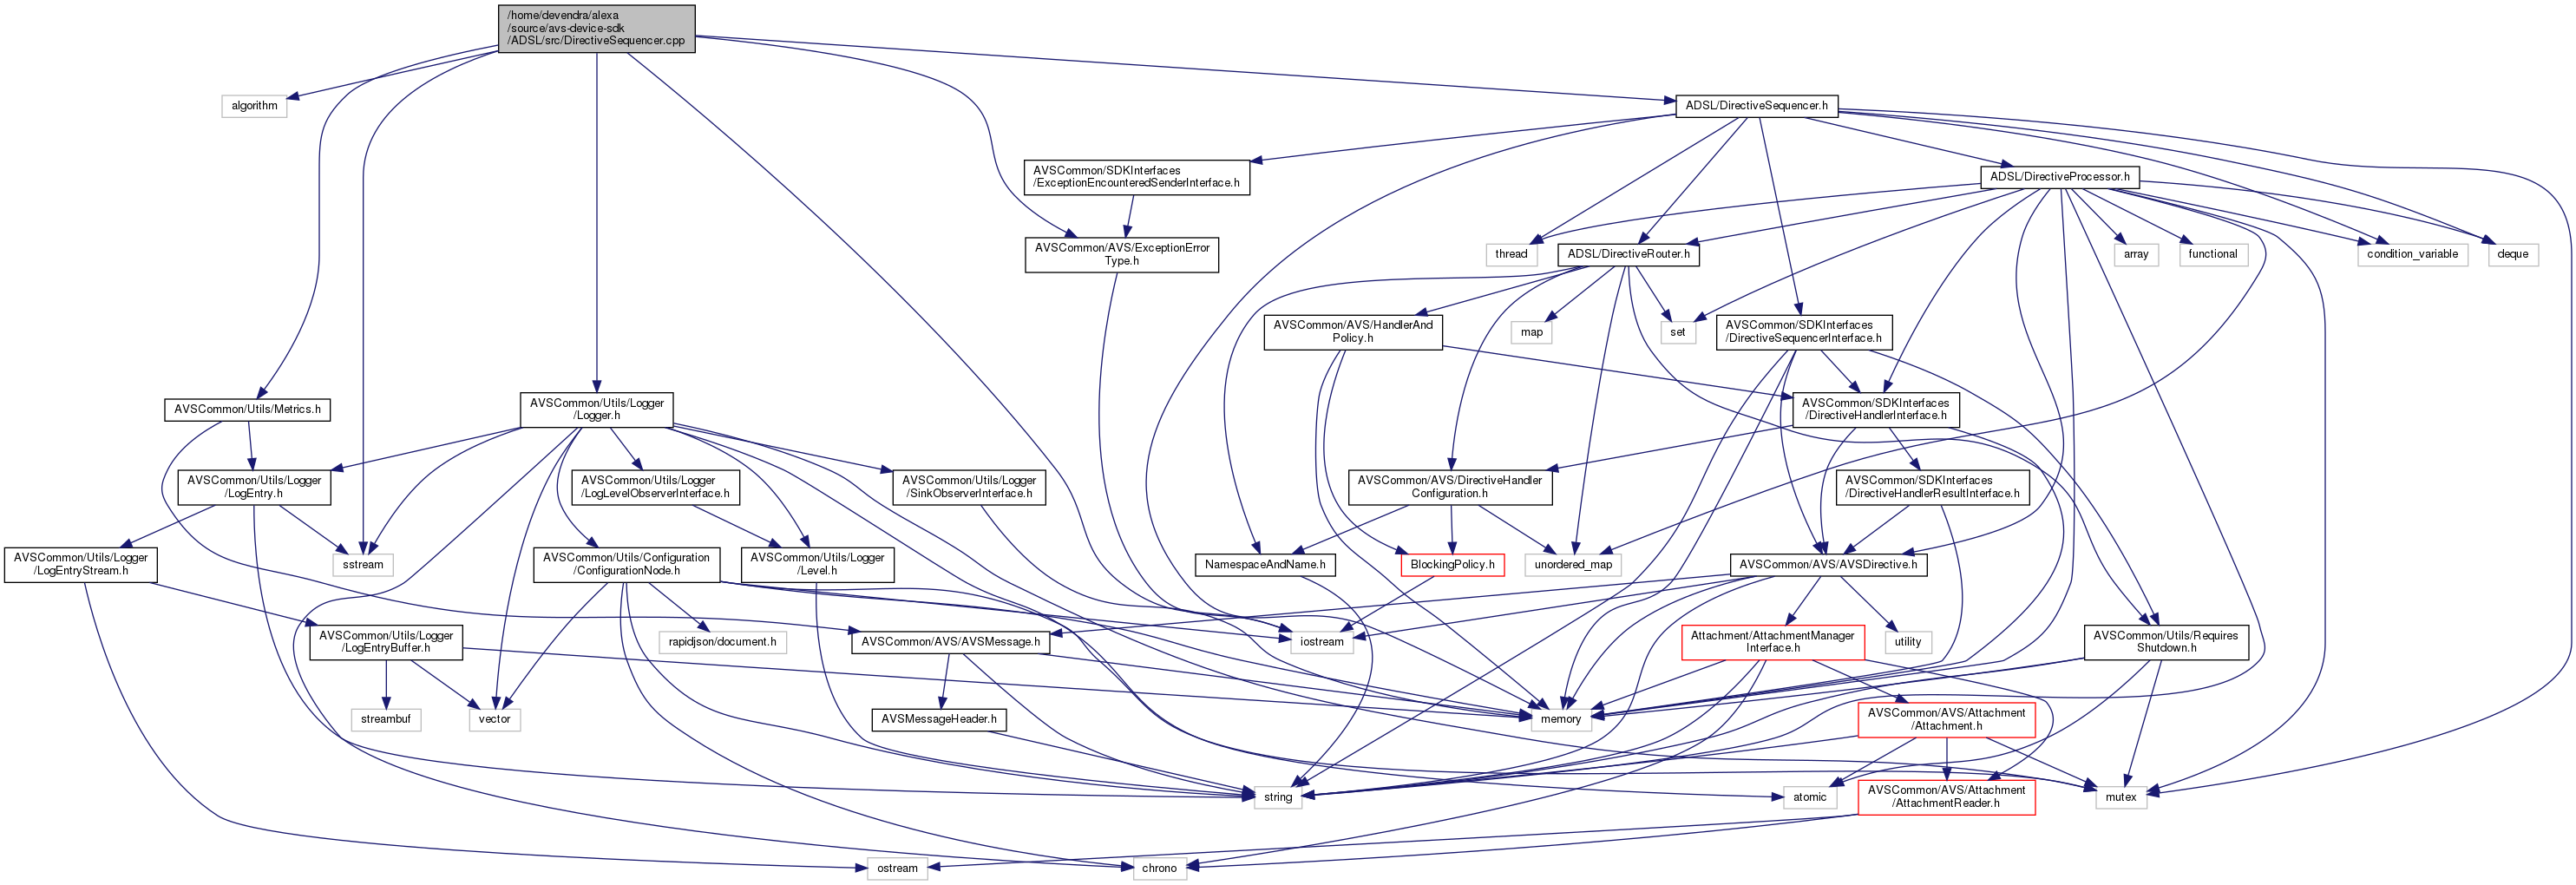 /home/devendra/alexa
/source/avs-device-sdk
/ADSL/src/DirectiveSequencer.cpp
algorithm
ADSL/DirectiveSequencer.h
AVSCommon/SDKInterfaces
/ExceptionEncounteredSenderInterface.h
ADSL/DirectiveProcessor.h
AVSCommon/AVS/ExceptionError
Type.h
thread
ADSL/DirectiveRouter.h
array
functional
condition_variable
deque
AVSCommon/AVS/HandlerAnd
Policy.h
map
set
AVSCommon/SDKInterfaces
/DirectiveSequencerInterface.h
AVSCommon/Utils/Metrics.h
AVSCommon/Utils/Logger
/Logger.h
AVSCommon/SDKInterfaces
/DirectiveHandlerInterface.h
AVSCommon/Utils/Logger
/LogEntry.h
AVSCommon/Utils/Logger
/LogLevelObserverInterface.h
AVSCommon/Utils/Logger
/SinkObserverInterface.h
AVSCommon/AVS/DirectiveHandler
Configuration.h
AVSCommon/SDKInterfaces
/DirectiveHandlerResultInterface.h
AVSCommon/Utils/Logger
/LogEntryStream.h
sstream
AVSCommon/Utils/Configuration
/ConfigurationNode.h
AVSCommon/Utils/Logger
/Level.h
NamespaceAndName.h
BlockingPolicy.h
unordered_map
AVSCommon/AVS/AVSDirective.h
AVSCommon/Utils/Logger
/LogEntryBuffer.h
rapidjson/document.h
AVSCommon/AVS/AVSMessage.h
iostream
Attachment/AttachmentManager
Interface.h
utility
AVSCommon/Utils/Requires
Shutdown.h
streambuf
vector
AVSMessageHeader.h
memory
AVSCommon/AVS/Attachment
/Attachment.h
string
atomic
AVSCommon/AVS/Attachment
/AttachmentReader.h
mutex
ostream
chrono